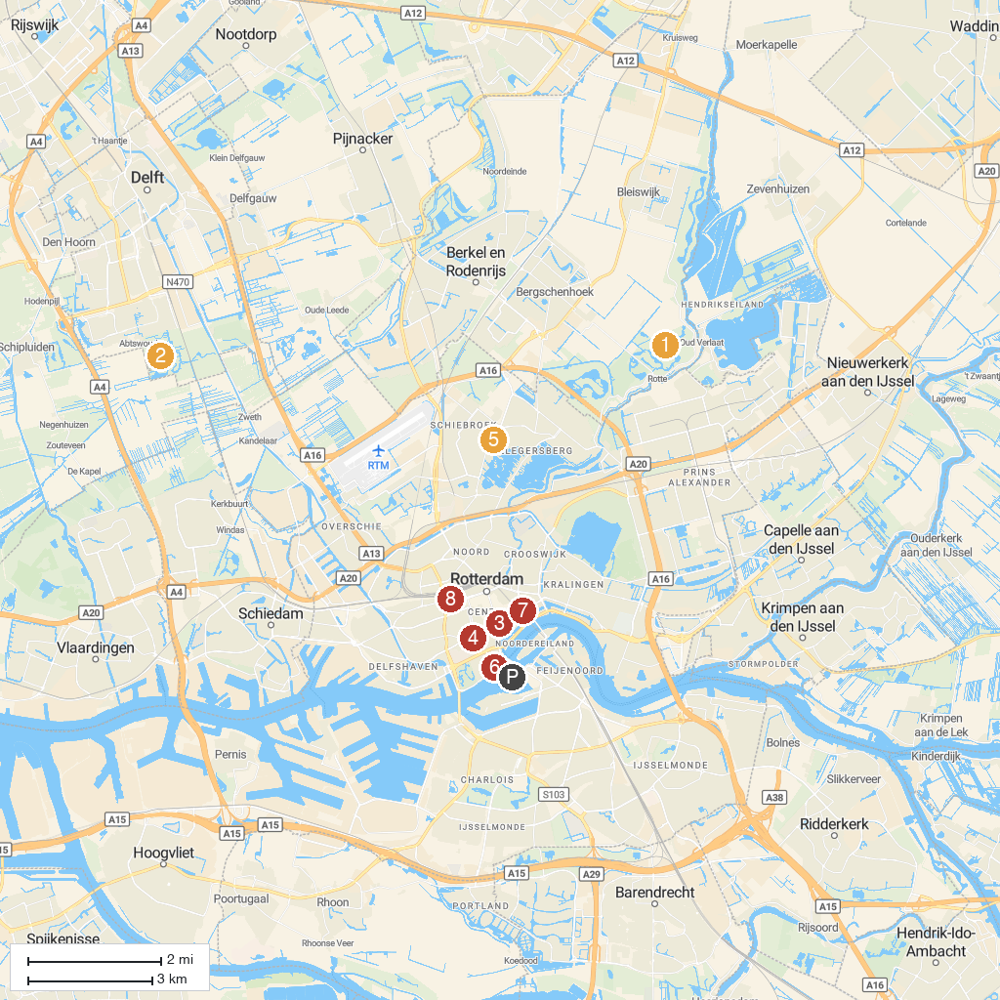 Gooland
A12
Rijswijk
A4
Nootdorp
A13
Kruisweg
Moerkapelle
A12
't Haantje
A4
Pijnacker
Klein Delfgauw
A12
A20
Delft
Noordeinde
Delfgauw
Bleiswijk
Zevenhuizen
Cortelande
Den Hoorn
Berkel en
Rodenrijs
N470
Bergschenhoek
Hodenpijl
Oude Leede
HENDRIKSEILAND
Schipluiden
2
1
Oud Verlaat
A16
Nieuwerkerk
aan den IJssel
Rotte
A4
Lageweg
Negenhuizen
Zweth
SCHIEBROEK
5
Zouteveen
Kandelaar
A16
RTM
A20
De Kapel
PRINS
ALEXANDER
Kerkbuurt
Windas
OVERSCHIE
Capelle aan
den IJssel
Ouderkerk
aan den IJssel
A13
NOORD
CROOSWIJK
A20
Rotterdam
A16
KRALINGEN
A4
8
A20
Schiedam
7
3
Krimpen aan
den IJssel
Vlaardingen
4
NOORDEREILAND
DELFSHAVEN
6
P
FEIJENOORD
STORMPOLDER
Krimpen
aan de Lek
Pernis
Bolnes
Kinderdijk
CHARLOIS
IJSSELMONDE
Slikkerveer
S103
A38
A15
A15
A15
IJSSELMONDE
Ridderkerk
Hoogvliet
A15
A29
Poortugaal
Rhoon
PORTLAND
Barendrecht
A15
Rijsoord
Spijkenisse
Rhoonse Veer
Koedood
Hendrik-Ido-
Ambacht
2 mi
3 km
A16